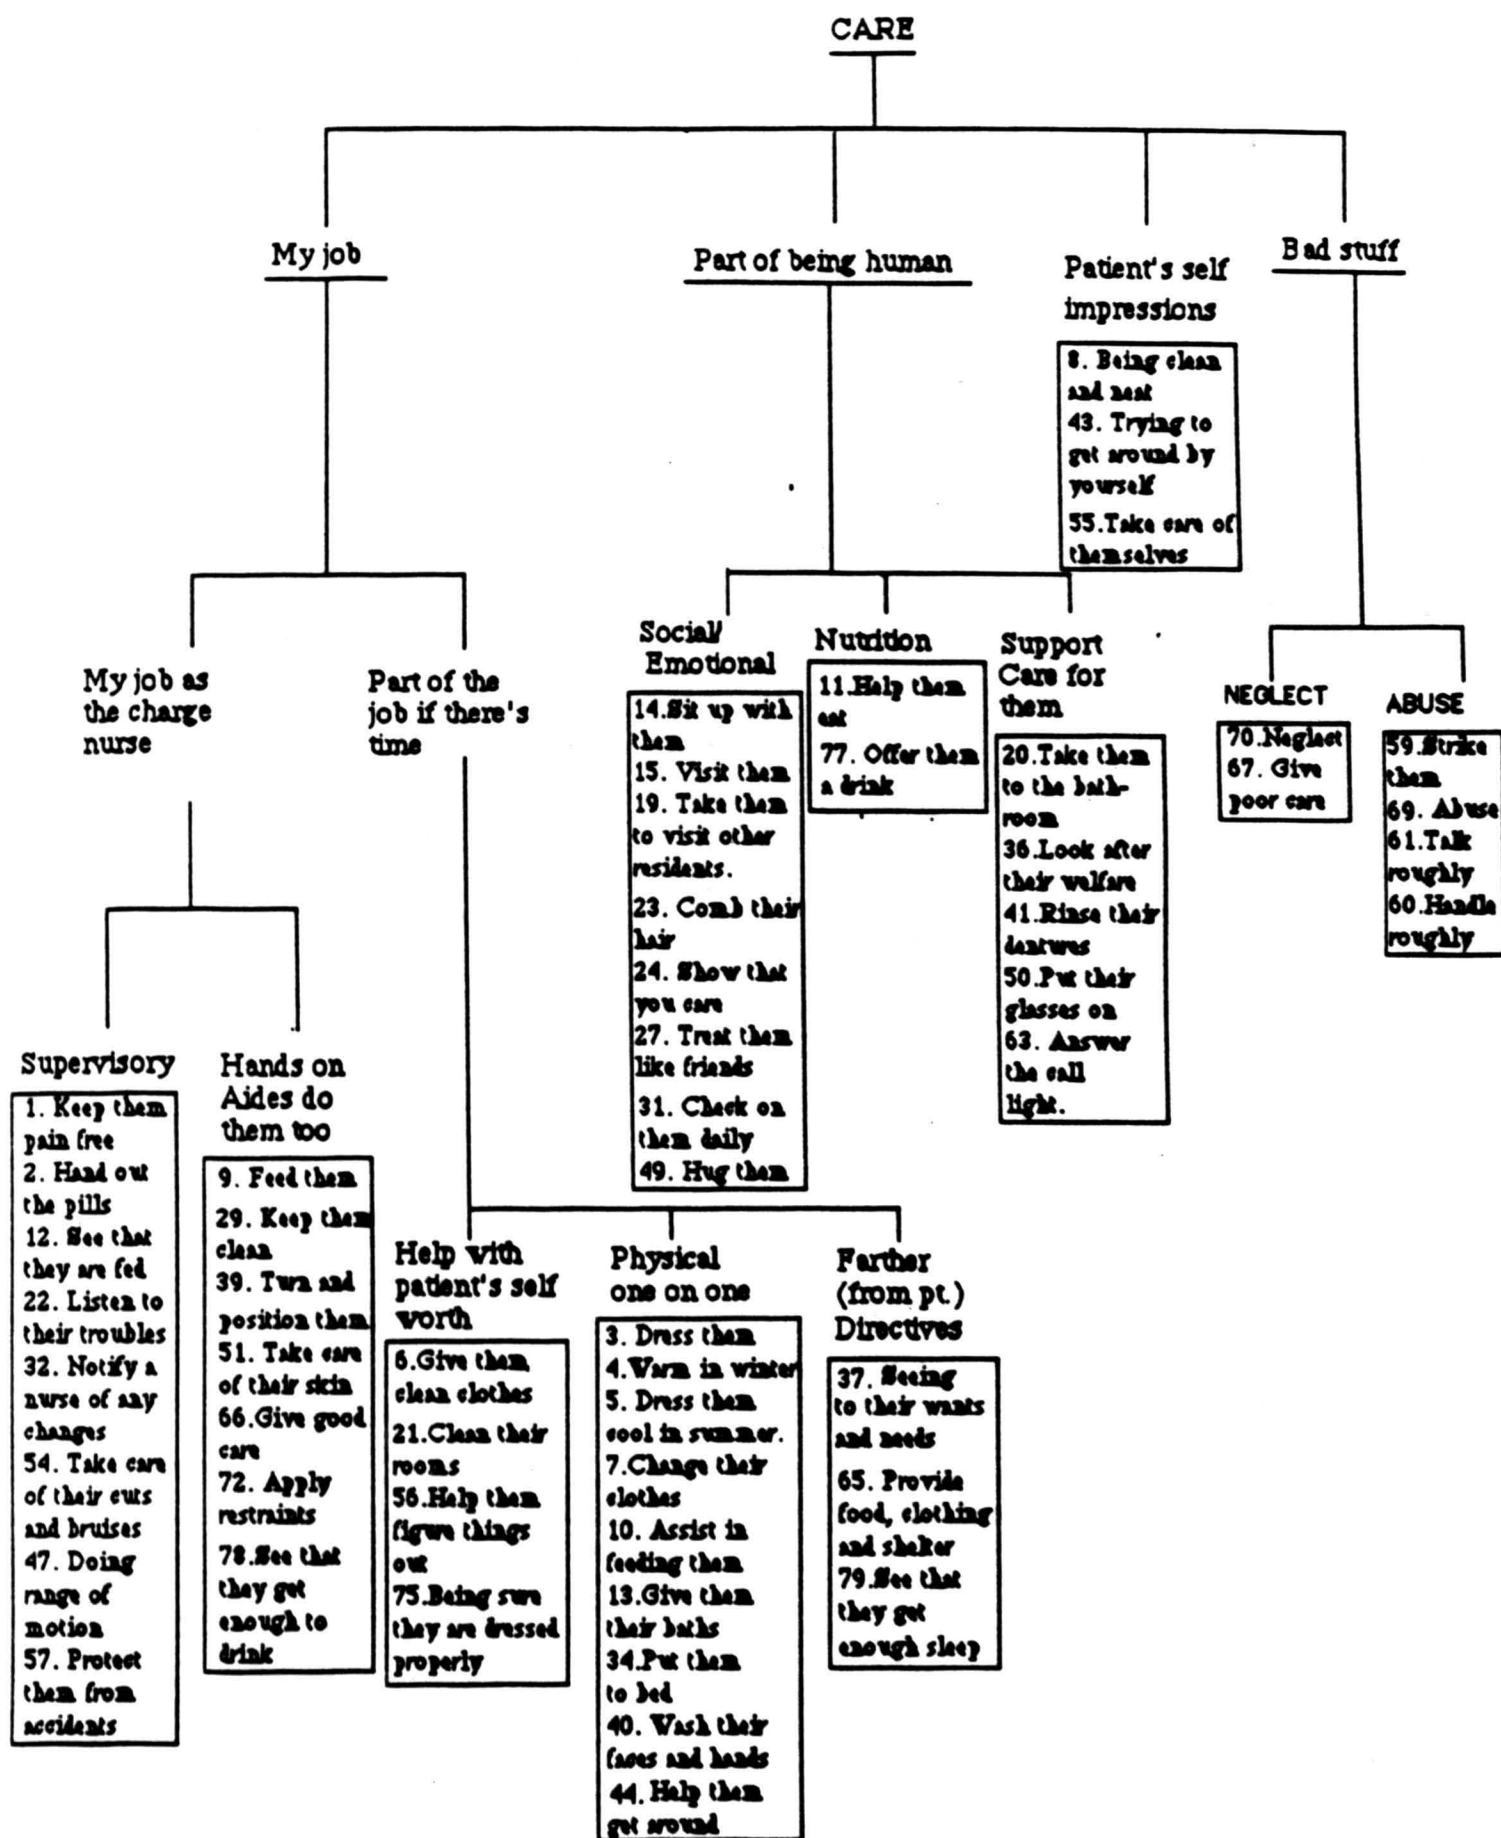 CARE
My job
Part of being human
Patient's self
impressions
8. Being clean
and neat
43. Trying to
get around by
yourself
55.Take care of
themselves
Bad stuff
My job as
the charge
nurse
Part of the
job if there's
time
Social/
Emotional
14.Sit up with
them
15. Visit them
19. Take them
to visit other
residents.
23. Comb their
hair
24. Show that
you care
27. Treat them
like friends
31. Check on
them daily
49. Hug them
Nutrition
11.Help them
eat
77. Offer them
a drink
Support
Care for
them
20.Take them
to the bath-
room
36.Look after
their welfare
41.Rinse their
dentures
50.Put their
glasses on
63. Answer
the call
light.
NEGLECT
70.Neglect
67. Give
poor care
ABUSE
59.Strike
them
69. Abuse
61.Talk
roughly
60.Handle
roughly
Supervisory
1. Keep them
pain free
2. Hand out
the pills
12. See that
they are fed
22. Listen to
their troubles
32. Notify a
nurse of any
changes
54. Take care
of their cuts
and bruises
47. Doing
range of
motion
57. Protect
them from
accidents
Hands on
Aides do
them too
9. Feed them
29. Keep them
clean
39. Turn and
position them
51. Take care
of their skin
66.Give good
care
72. Apply
restraints
78.See that
they get
enough to
drink
Help with
patient's self
worth
6.Give them
clean clothes
21.Clean their
rooms
56.Help them
figure things
out
75.Being sure
they are dressed
properly
Physical
one on one
3. Dress them
4.Warm in winter
5. Dress them
cool in summer.
7.Change their
clothes
10. Assist in
feeding them
13.Give them
their baths
34.Put them
to bed
40. Wash their
faces and hands
44. Help them
get around
Farther
(from pt.)
Directives
37. Seeing
to their wants
and needs
65. Provide
food, clothing
and shelter
79.See that
they get
enough sleep